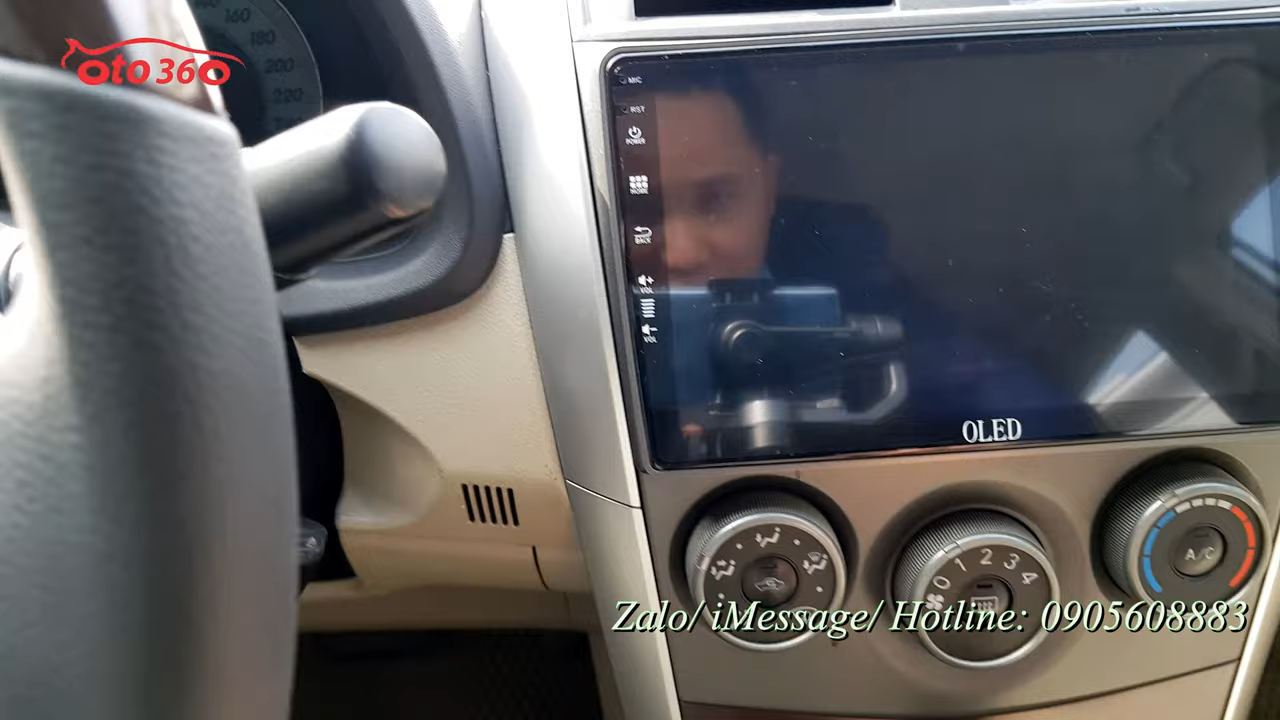 oto360
160
180
200
220
MIC
RST
POWER
HOME
BACK
VOL
VOL
OLED
0 1 2 3 4
A/C
Zalo/ iMessage/ Hotline: 0905608883